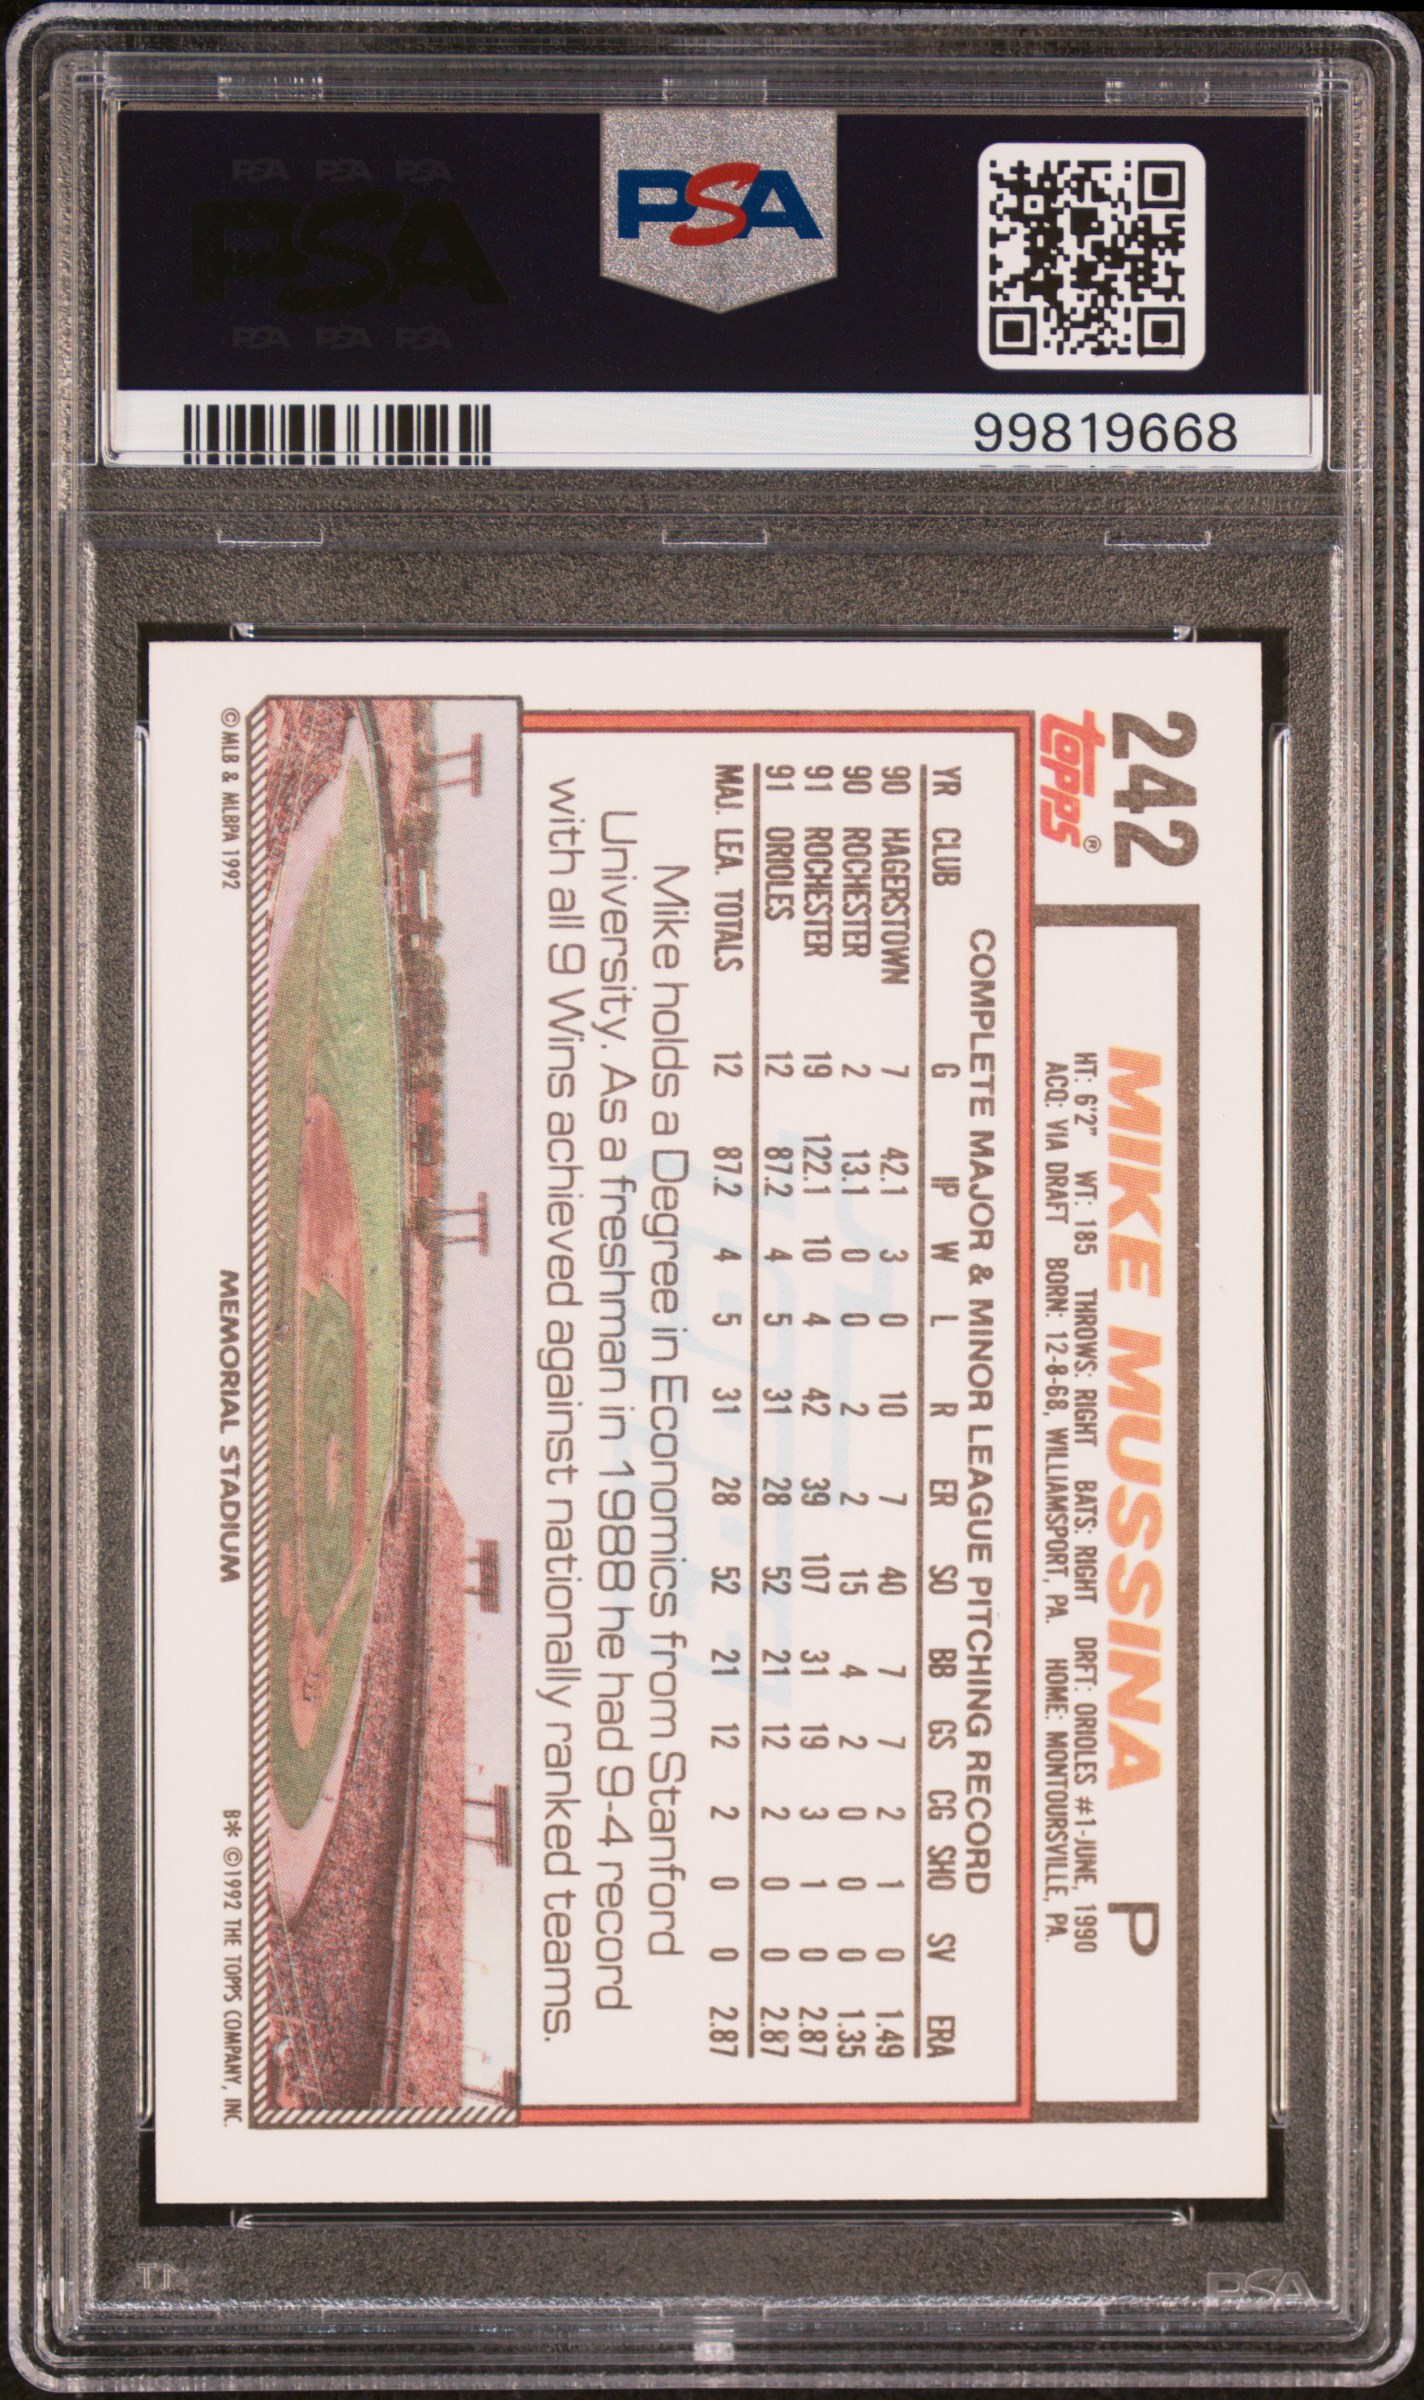 PSA PSA PSA
PSA
PSA PSA PSA
PSA
99819668
242
topps®
MIKE MUSSINA P
HT: 6'2" WT: 185 THROWS: RIGHT BATS: RIGHT DRFT: ORIOLES #1-JUNE, 1990
ACQ: VIA DRAFT BORN: 12-8-68, WILLIAMSPORT, PA. HOME: MONTOURSVILLE, PA.
COMPLETE MAJOR & MINOR LEAGUE PITCHING RECORD
YR CLUB G IP W L R ER SO BB GS CG SHO SV ERA
90 HAGERSTOWN 7 42.1 3 0 10 7 40 7 7 2 1 0 1.49
90 ROCHESTER 2 13.1 0 0 2 2 15 4 2 0 0 0 1.35
91 ROCHESTER 19 122.1 10 4 42 39 107 31 19 3 1 0 2.87
91 ORIOLES 12 87.2 4 5 31 28 52 21 12 2 0 0 2.87
MAJ. LEA. TOTALS 12 87.2 4 5 31 28 52 21 12 2 0 0 2.87
Mike holds a Degree in Economics from Stanford
University. As a freshman in 1988 he had 9-4 record
with all 9 Wins achieved against nationally ranked teams.
© MLB & MLBPA 1992
MEMORIAL STADIUM
B* ©1992 THE TOPPS COMPANY, INC.
PSA